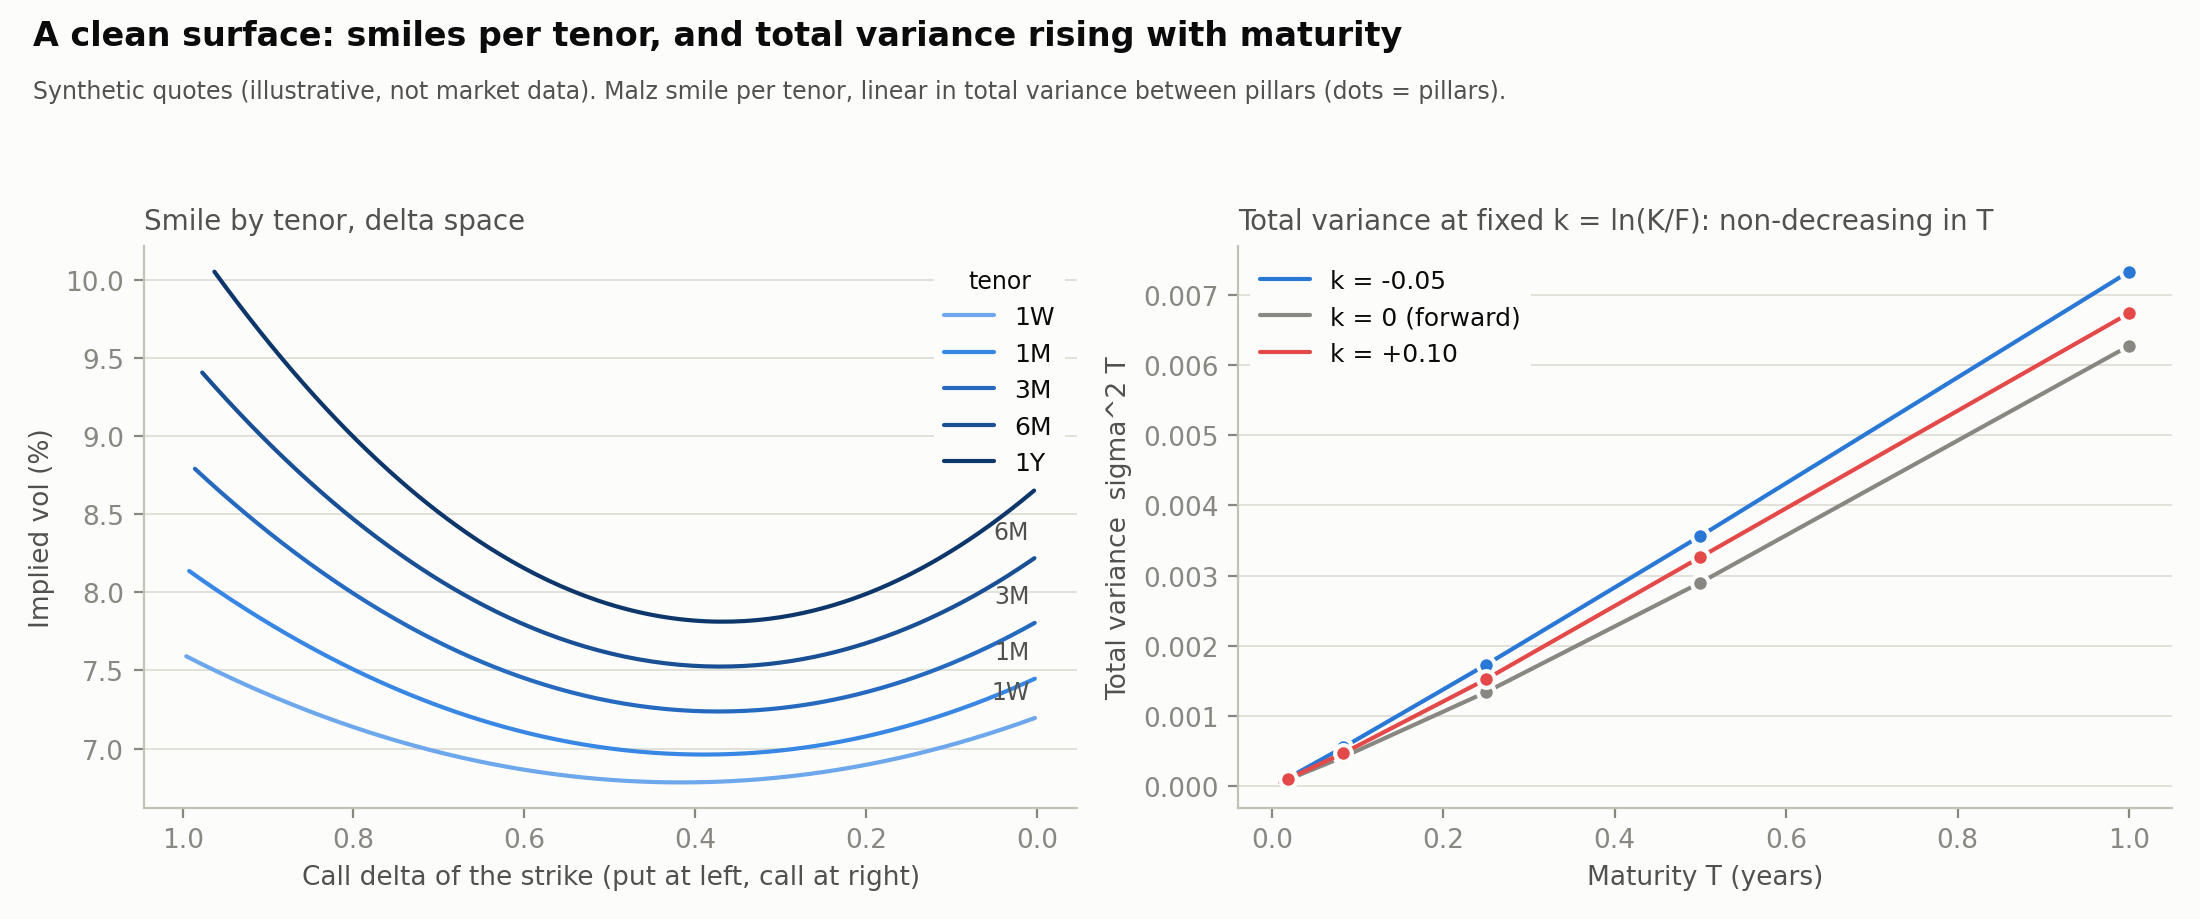 A clean surface: smiles per tenor, and total variance rising with maturity
Synthetic quotes (illustrative, not market data). Malz smile per tenor, linear in total variance between pillars (dots = pillars).
Smile by tenor, delta space
Implied vol (%)
10.0
9.5
9.0
8.5
8.0
7.5
7.0
tenor
1W
1M
3M
6M
1Y
6M
3M
1M
1W
1.0
0.8
0.6
0.4
0.2
0.0
Call delta of the strike (put at left, call at right)
Total variance at fixed k = ln(K/F): non-decreasing in T
Total variance sigma^2 T
0.007
0.006
0.005
0.004
0.003
0.002
0.001
0.000
k = -0.05
k = 0 (forward)
k = +0.10
0.0
0.2
0.4
0.6
0.8
1.0
Maturity T (years)